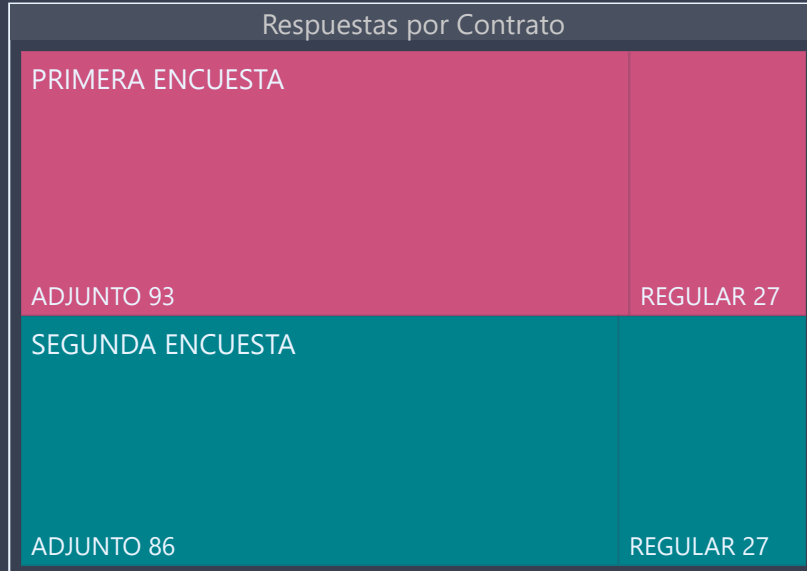 Respuestas por Contrato
PRIMERA ENCUESTA
ADJUNTO 93
REGULAR 27
SEGUNDA ENCUESTA
ADJUNTO 86
REGULAR 27